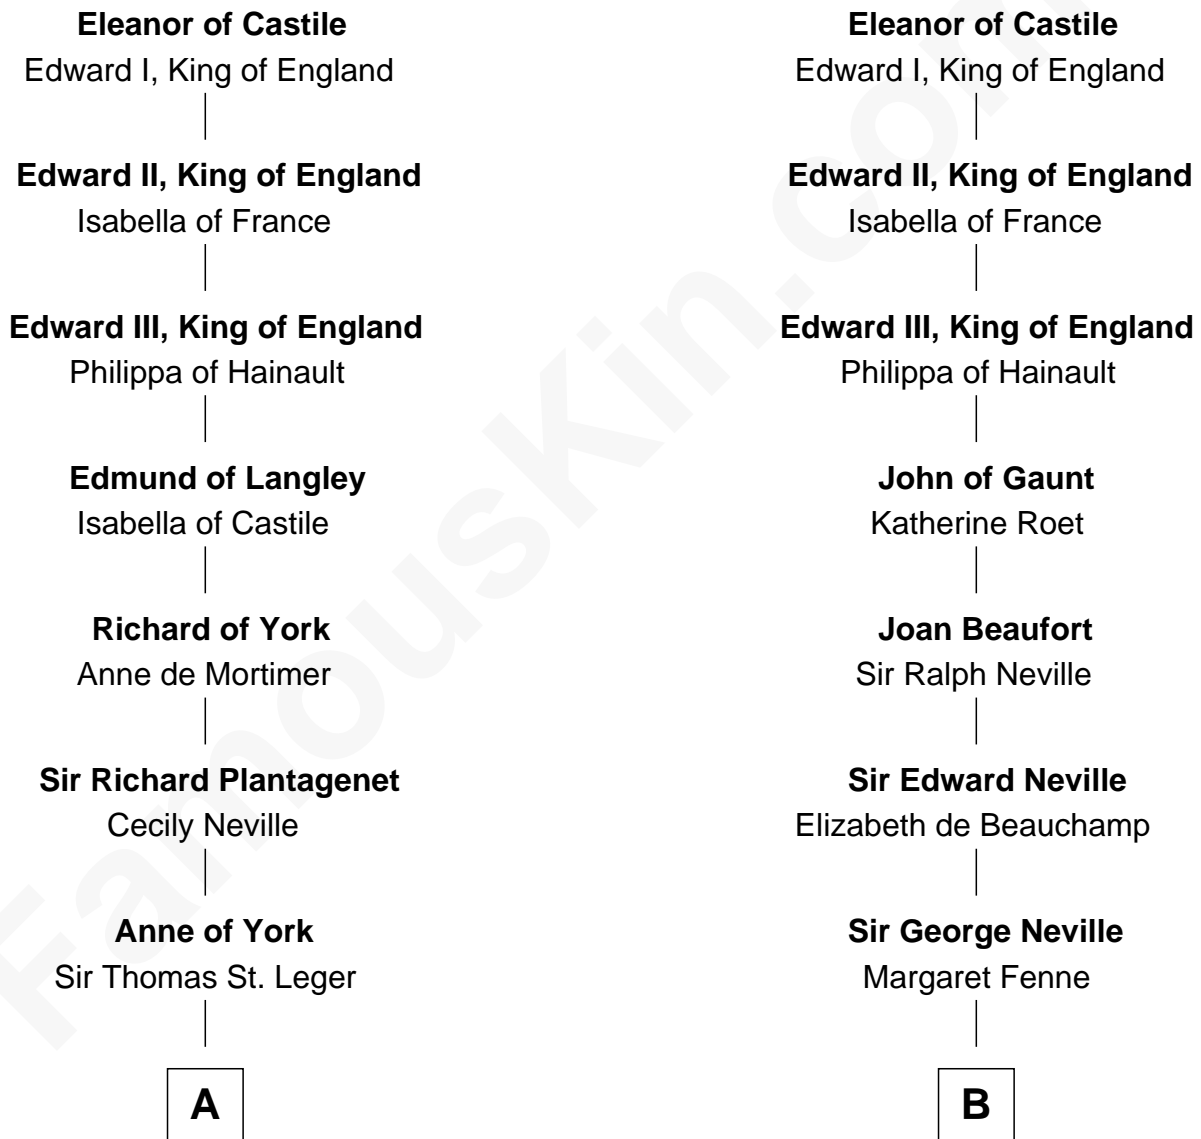 Eleanor of Castile
Edward I, King of England
Edward II, King of England
Isabella of France
Edward III, King of England
Philippa of Hainault
Edmund of Langley
Isabella of Castile
Richard of York
Anne de Mortimer
Sir Richard Plantagenet
Cecily Neville
Anne of York
Sir Thomas St. Leger
A
Eleanor of Castile
Edward I, King of England
Edward II, King of England
Isabella of France
Edward III, King of England
Philippa of Hainault
John of Gaunt
Katherine Roet
Joan Beaufort
Sir Ralph Neville
Sir Edward Neville
Elizabeth de Beauchamp
Sir George Neville
Margaret Fenne
B
FamousKin.com